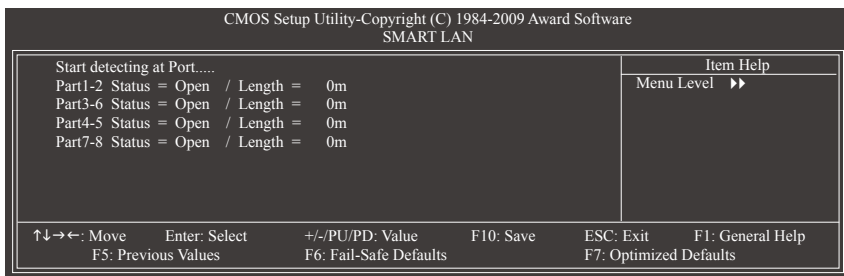 CMOS Setup Utility-Copyright (C) 1984-2009 Award Software
SMART LAN
Start detecting at Port.....
Part1-2 Status = Open / Length = 0m
Part3-6 Status = Open / Length = 0m
Part4-5 Status = Open / Length = 0m
Part7-8 Status = Open / Length = 0m
Item Help
Menu Level ▶▶
↑↓→←: Move Enter: Select +/-/PU/PD: Value F10: Save ESC: Exit F1: General Help
F5: Previous Values F6: Fail-Safe Defaults F7: Optimized Defaults